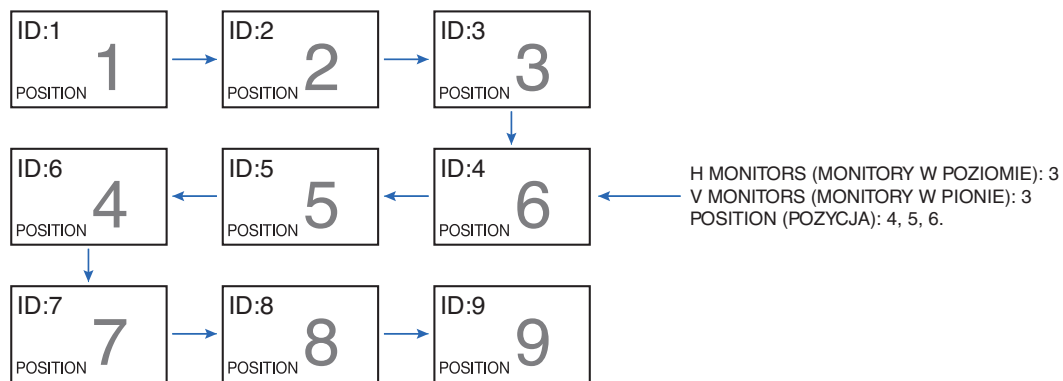 ID:1
POSITION 1
ID:2
POSITION 2
ID:3
POSITION 3
ID:6
POSITION 4
ID:5
POSITION 5
ID:4
POSITION 6
H MONITORS (MONITORY W POZIOMIE): 3
V MONITORS (MONITORY W PIONIE): 3
POSITION (POZYCJA): 4, 5, 6.
ID:7
POSITION 7
ID:8
POSITION 8
ID:9
POSITION 9